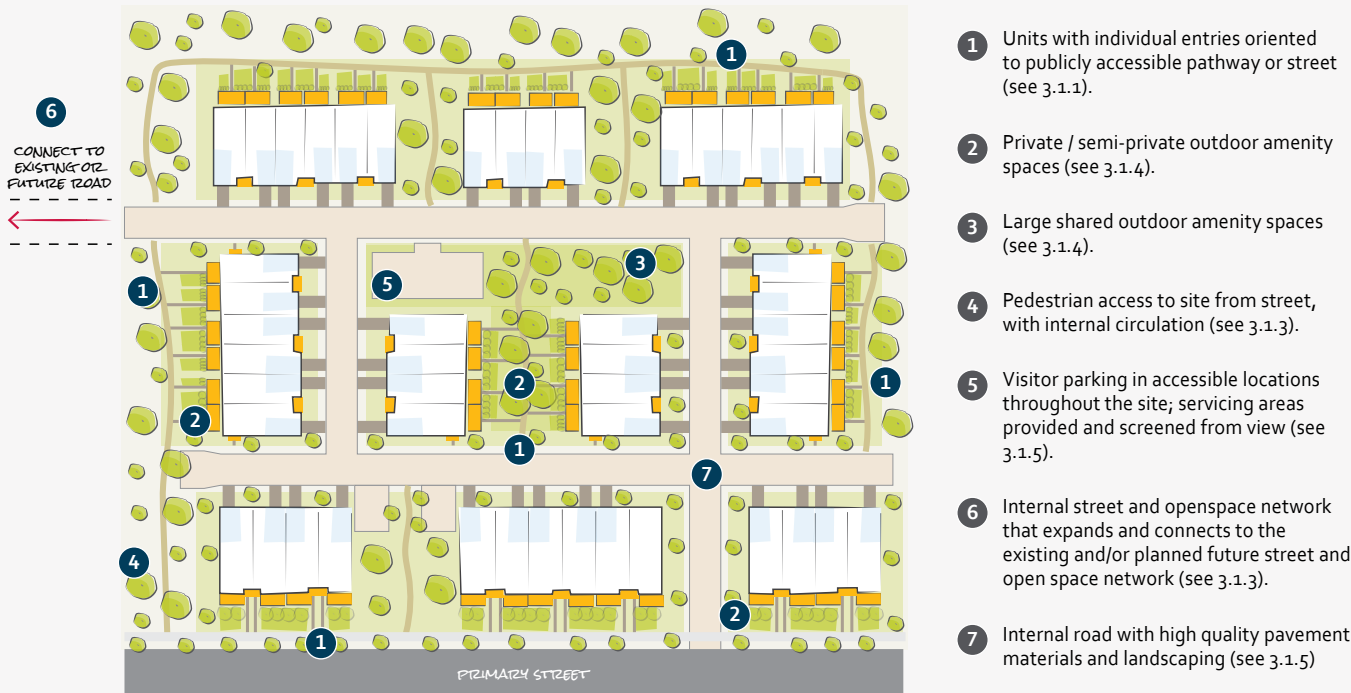 1
6
CONNECT TO
EXISTING OR
FUTURE ROAD
3
5
1
2
1
2
1
7
4
2
1
PRIMARY STREET
1 Units with individual entries oriented
to publicly accessible pathway or street
(see 3.1.1).
2 Private / semi-private outdoor amenity
spaces (see 3.1.4).
3 Large shared outdoor amenity spaces
(see 3.1.4).
4 Pedestrian access to site from street,
with internal circulation (see 3.1.3).
5 Visitor parking in accessible locations
throughout the site; servicing areas
provided and screened from view (see
3.1.5).
6 Internal street and openspace network
that expands and connects to the
existing and/or planned future street and
open space network (see 3.1.3).
7 Internal road with high quality pavement
materials and landscaping (see 3.1.5)